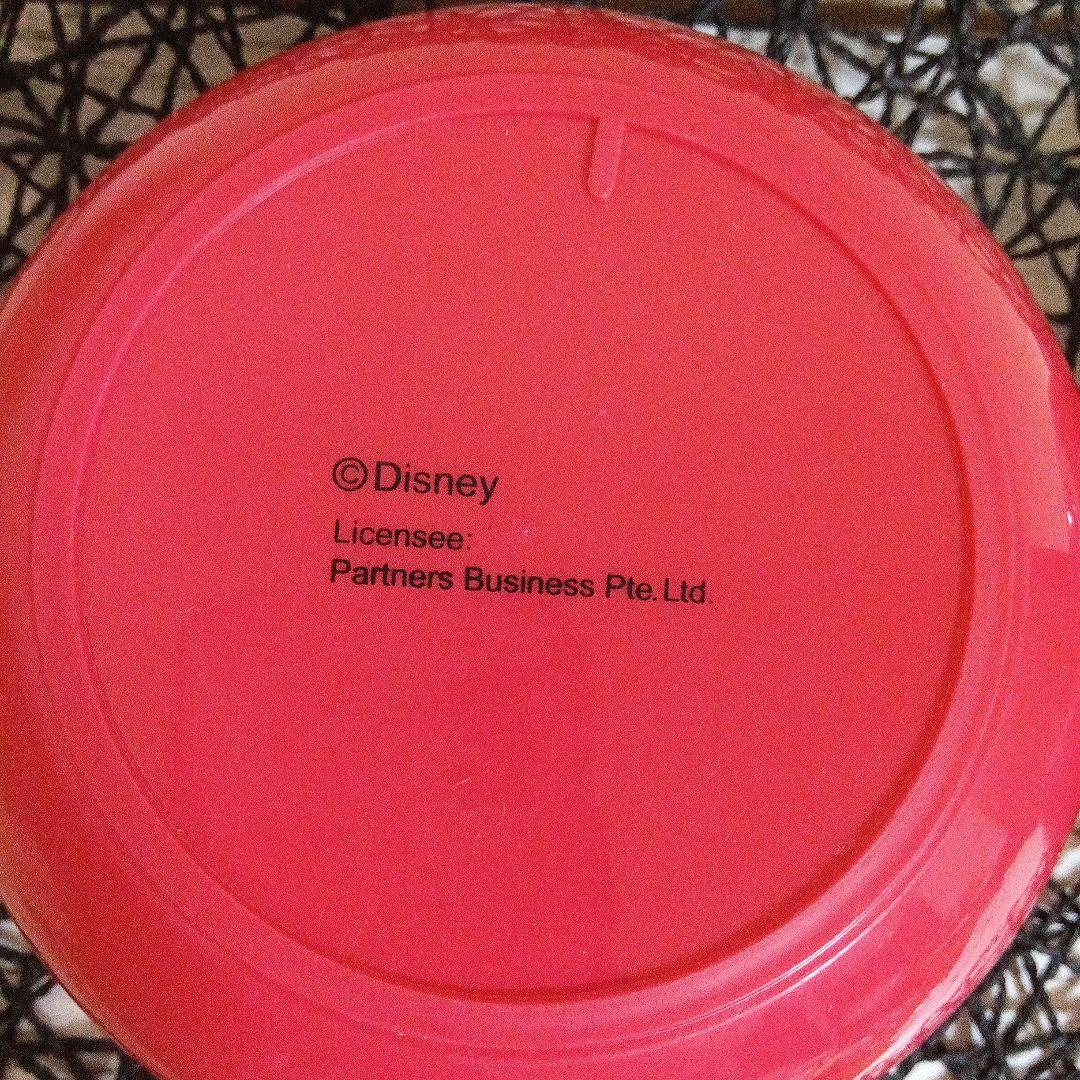 ©Disney
Licensee:
Partners Business Pte. Ltd.